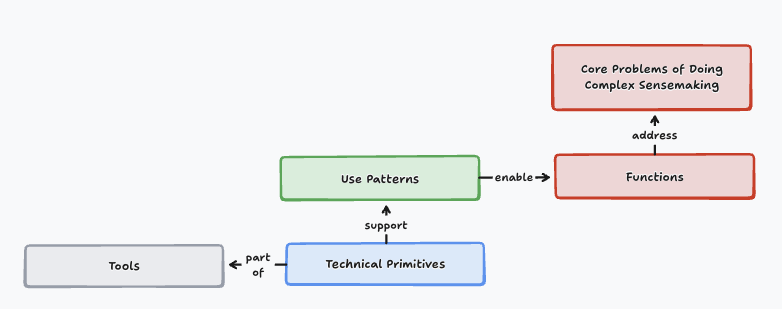 Core Problems of Doing
Complex Sensemaking
address
Use Patterns
enable
Functions
support
Tools
part
of
Technical Primitives